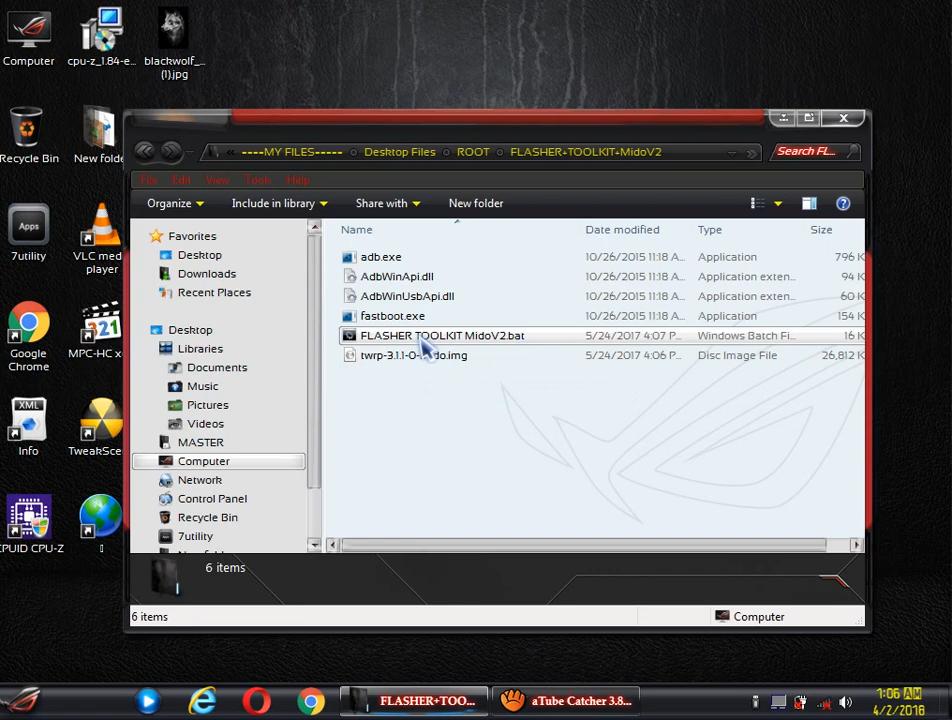 Computer
cpu-z_1.84-e...
blackwolf_...
(1).jpg
Recycle Bin
New folde
Apps
7utility
VLC med
player
Google
Chrome
321
MPC-HC x
XML
Info
TweakSce
CPUID CPU-Z
----MY FILES-----
Desktop Files
ROOT
FLASHER+TOOLKIT+MidoV2
Search FL...
File Edit View Tools Help
Organize
Include in library
Share with
New folder
Favorites
Desktop
Downloads
Recent Places
Desktop
Libraries
Documents
Music
Pictures
Videos
MASTER
Computer
Network
Control Panel
Recycle Bin
7utility
Name Date modified Type Size
adb.exe 10/26/2015 11:18 A... Application 796 K
AdbWinApi.dll 10/26/2015 11:18 A... Application exten... 94 K
AdbWinUsbApi.dll 10/26/2015 11:18 A... Application exten... 60 K
fastboot.exe 10/26/2015 11:18 A... Application 154 K
FLASHER TOOLKIT MidoV2.bat 5/24/2017 4:07 P... Windows Batch Fi... 16 K
5/24/2017 4:06 P... Disc Image File 26,812 K
6 items
6 items
Computer
FLASHER+TOO...
aTube Catcher 3.8...
1:06 AM
4/2/2018